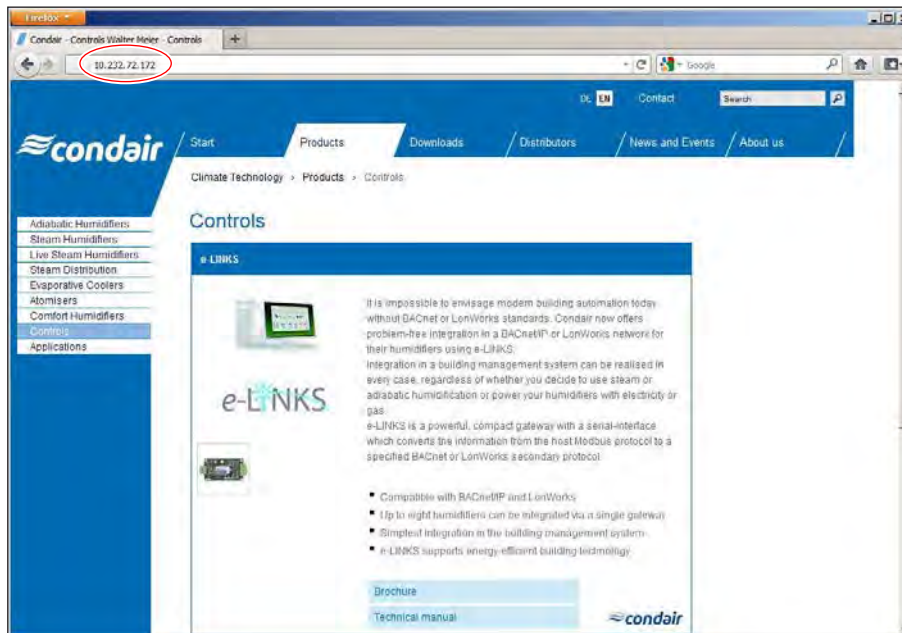 Firefox
Condair - Controls Walter Meier - Controls
10.232.72.172
Google
DE EN Contact Search
condair
Start Products Downloads Distributors News and Events About us
Climate Technology > Products > Controls
Adiabatic Humidifiers
Steam Humidifiers
Live Steam Humidifiers
Steam Distribution
Evaporative Coolers
Atomisers
Comfort Humidifiers
Controls
Applications
Controls
e-LINKS
It is impossible to envisage modern building automation today
without BACnet or LonWorks standards. Condair now offers
problem-free integration in a BACnet/IP or LonWorks network for
their humidifiers using e-LINKS.
Integration in a building management system can be realised in
every case, regardless of whether you decide to use steam or
adiabatic humidification or power your humidifiers with electricity or
gas.
e-LINKS is a powerful, compact gateway with a serial-interface
which converts the information from the host Modbus protocol to a
specified BACnet or LonWorks secondary protocol.
e-LINKS
Compatible with BACnet/IP and LonWorks
Up to eight humidifiers can be integrated via a single gateway
Simplest integration in the building management system
e-LINKS supports energy-efficient building technology
Brochure
Technical manual
condair